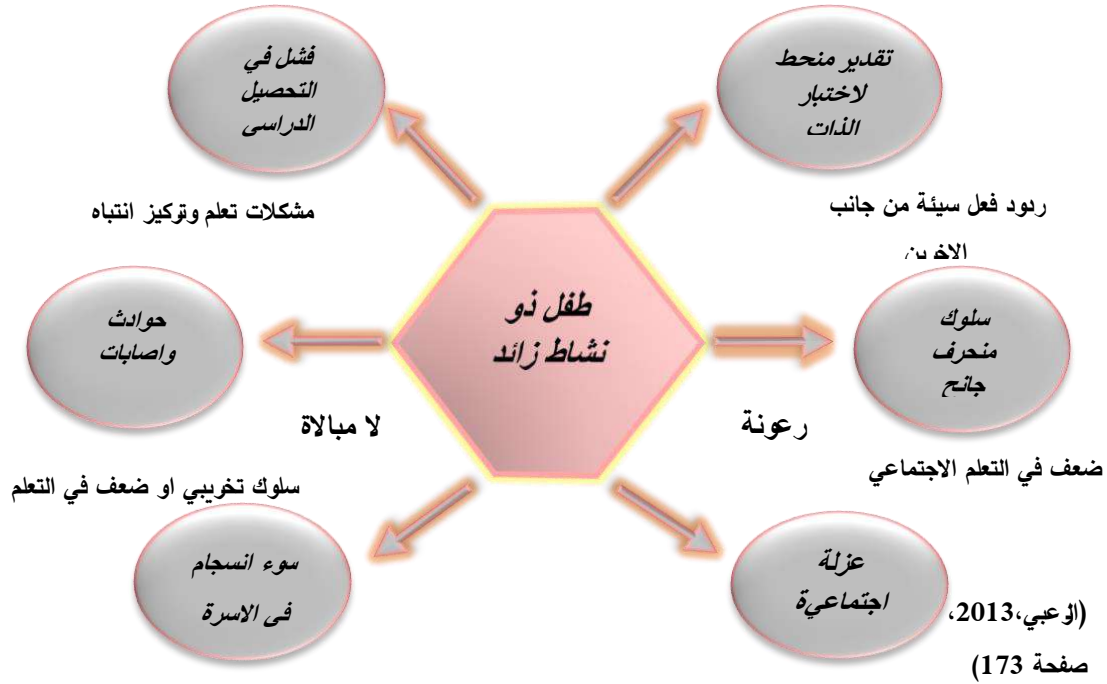 تقدير منحط
لاختبار
الذات
فشل في
التحصيل
الدراسى
ردود فعل سيئة من جانب
الاخرين
مشكلات تعلم وتركيز انتباه
طفل ذو
نشاط زائد
سلوك
منحرف
جانح
حوادث
واصابات
رعونة
لا مبالاة
ضعف في التعلم الاجتماعي
سلوك تخريبي او ضعف في التعلم
عزلة
اجتماعية
سوء انسجام
فى الاسرة
2013،
صفحة 173)